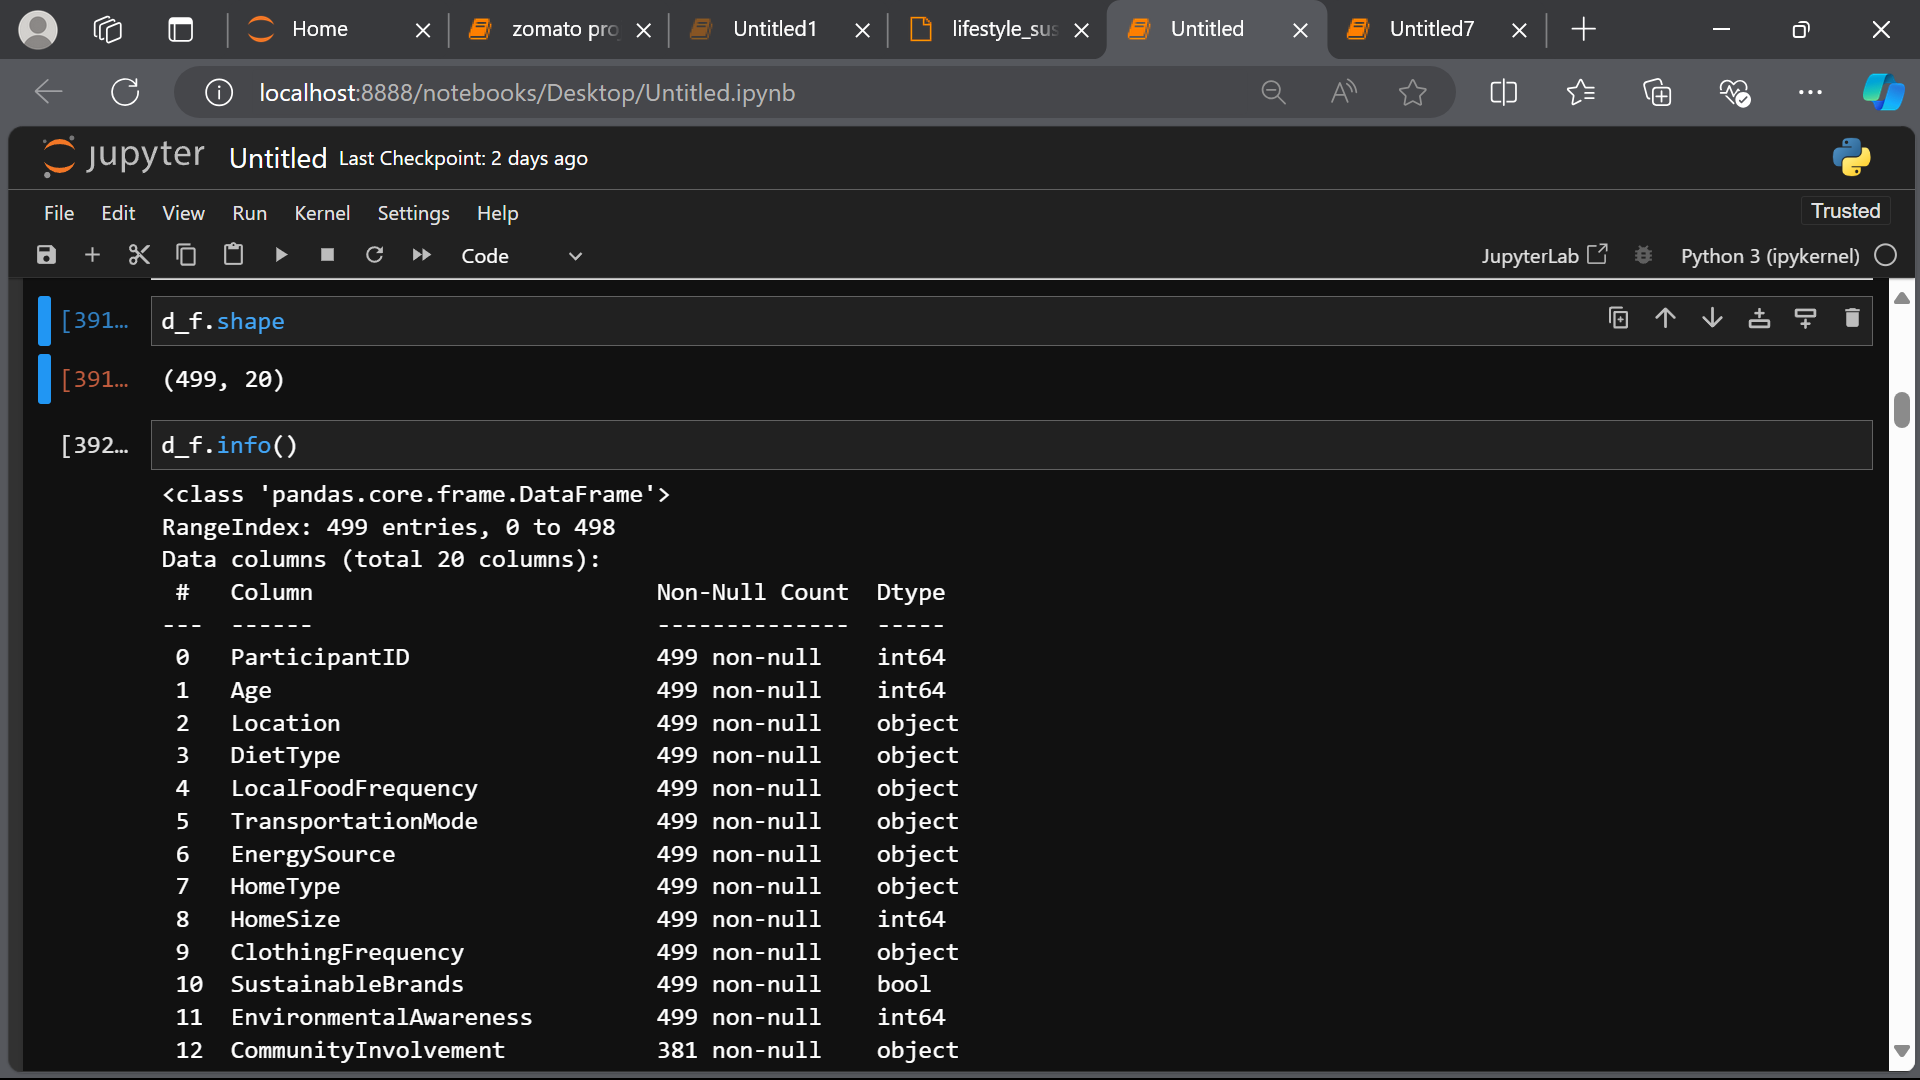 Home
zomato pro
Untitled1
lifestyle_sus
Untitled
Untitled7
localhost:8888/notebooks/Desktop/Untitled.ipynb
jupyter Untitled Last Checkpoint: 2 days ago
File Edit View Run Kernel Settings Help
Trusted
Code
JupyterLab
Python 3 (ipykernel)
[391… d_f.shape
[391… (499, 20)
[392… d_f.info()
<class 'pandas.core.frame.DataFrame'>
RangeIndex: 499 entries, 0 to 498
Data columns (total 20 columns):
# Column Non-Null Count Dtype
--- ------ -------------- -----
0 ParticipantID 499 non-null int64
1 Age 499 non-null int64
2 Location 499 non-null object
3 DietType 499 non-null object
4 LocalFoodFrequency 499 non-null object
5 TransportationMode 499 non-null object
6 EnergySource 499 non-null object
7 HomeType 499 non-null object
8 HomeSize 499 non-null int64
9 ClothingFrequency 499 non-null object
10 SustainableBrands 499 non-null bool
11 EnvironmentalAwareness 499 non-null int64
12 CommunityInvolvement 381 non-null object